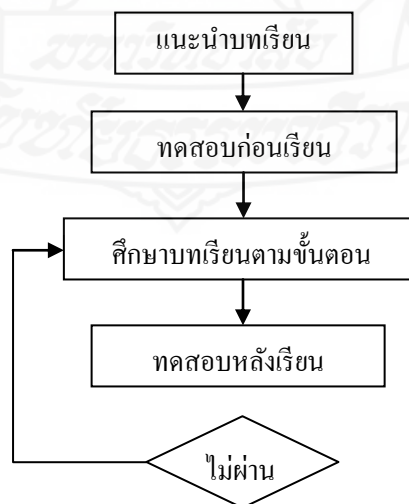 แนะนำบทเรียน
ทดสอบก่อนเรียน
ศึกษาบทเรียนตามขั้นตอน
ทดสอบหลังเรียน
ไม่ผ่าน